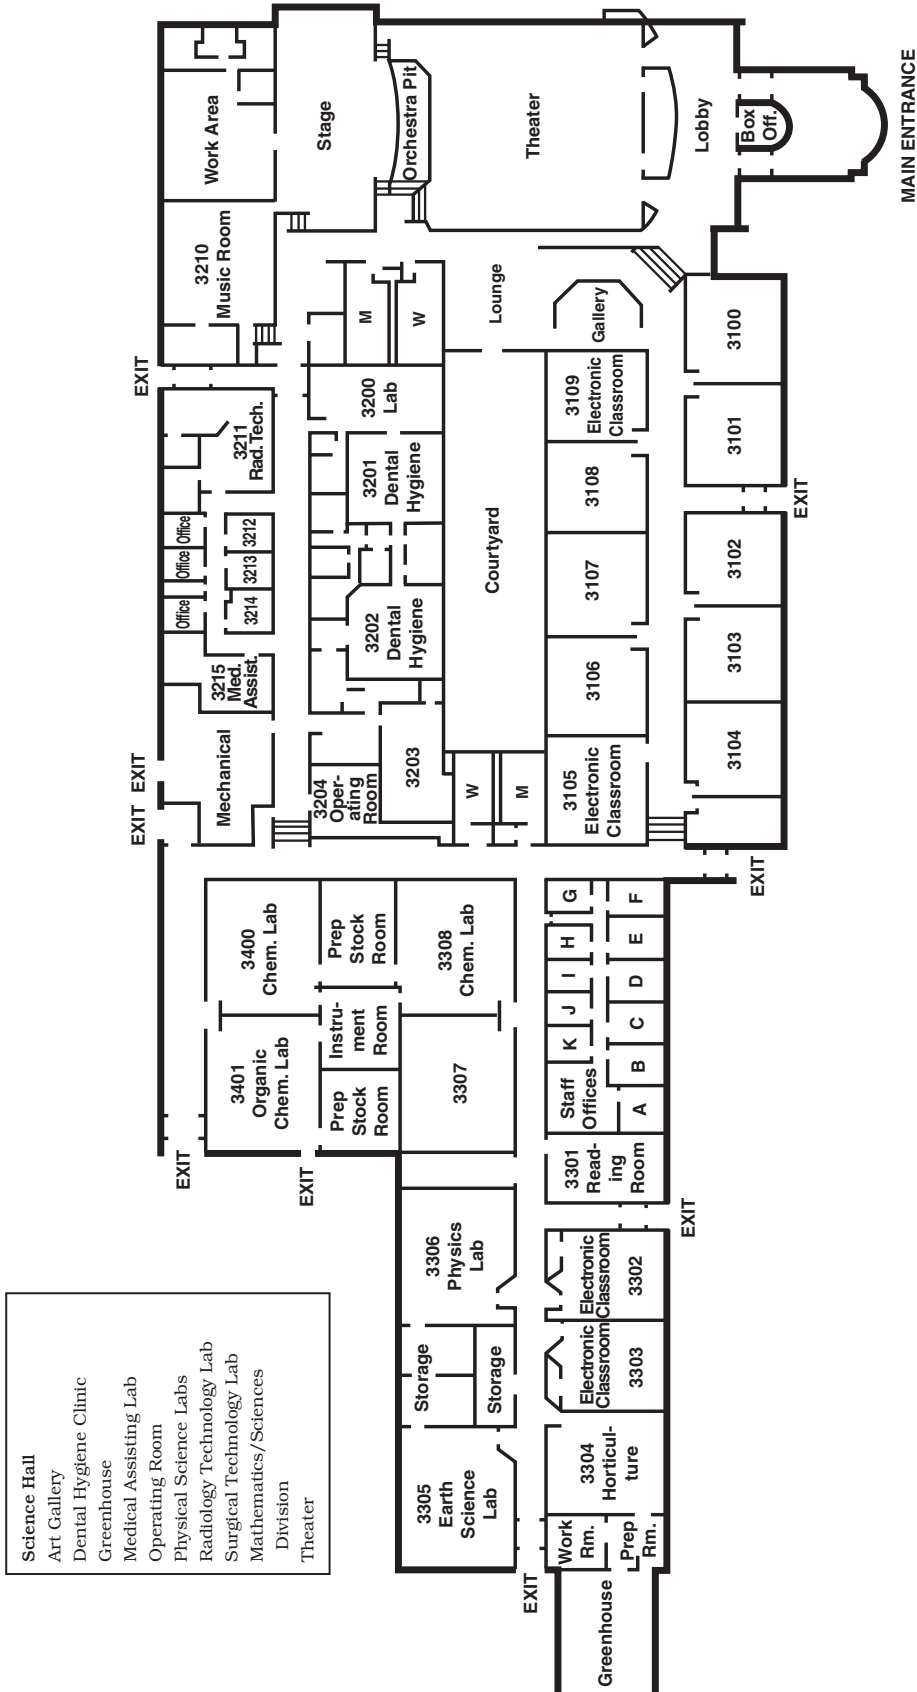 Science Hall
Art Gallery
Dental Hygiene Clinic
Greenhouse
Medical Assisting Lab
Operating Room
Physical Science Labs
Radiology Technology Lab
Surgical Technology Lab
Mathematics/Sciences
Division
Theater
Greenhouse
EXIT
Work
Rm.
Prep
Rm.
3305
Earth
Science
Lab
3304
Horticul-
ture
Storage
Storage
Electronic
Classroom
3303
Electronic
Classroom
3302
3306
Physics
Lab
EXIT
3301
Read-
ing
Room
EXIT
EXIT
Staff
Offices
A
B
C
D
E
F
G
H
I
J
K
3401
Organic
Chem. Lab
Prep
Stock
Room
3307
Instru-
ment
Room
3400
Chem. Lab
Prep
Stock
Room
3308
Chem. Lab
EXIT
EXIT
EXIT
Mechanical
3204
Oper-
ating
Room
3203
W
M
3105
Electronic
Classroom
3104
3215
Med.
Assist.
3202
Dental
Hygiene
3106
3103
Office
Office
Office
3214
3213
3212
Courtyard
3107
3102
3211
Rad. Tech.
3201
Dental
Hygiene
3108
EXIT
3101
EXIT
3200
Lab
3109
Electronic
Classroom
3100
3210
Music Room
M
W
Lounge
Gallery
Work Area
Stage
Orchestra Pit
Theater
Lobby
Box
Off.
MAIN ENTRANCE